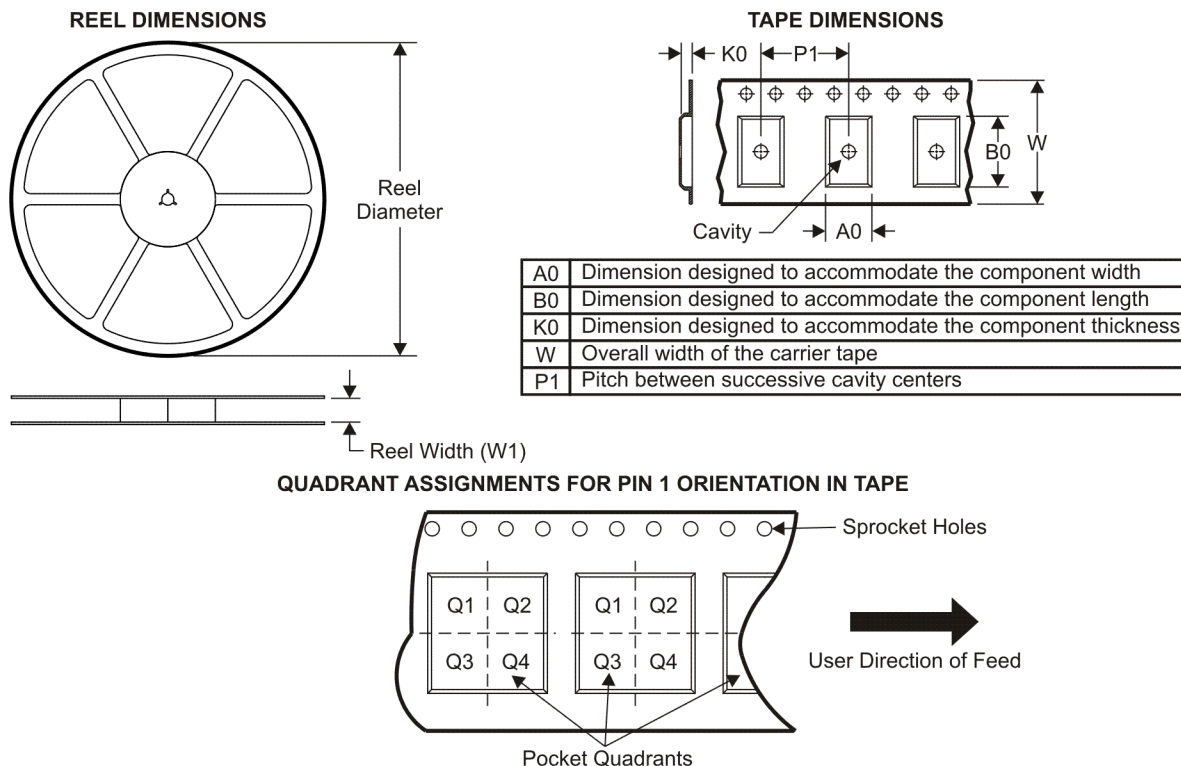 REEL DIMENSIONS
Reel
Diameter
Reel Width (W1)
TAPE DIMENSIONS
K0
P1
B0
W
Cavity
A0
A0 Dimension designed to accommodate the component width
B0 Dimension designed to accommodate the component length
K0 Dimension designed to accommodate the component thickness
W Overall width of the carrier tape
P1 Pitch between successive cavity centers
QUADRANT ASSIGNMENTS FOR PIN 1 ORIENTATION IN TAPE
Sprocket Holes
Q1 Q2 Q1 Q2
Q3 Q4 Q3 Q4
User Direction of Feed
Pocket Quadrants